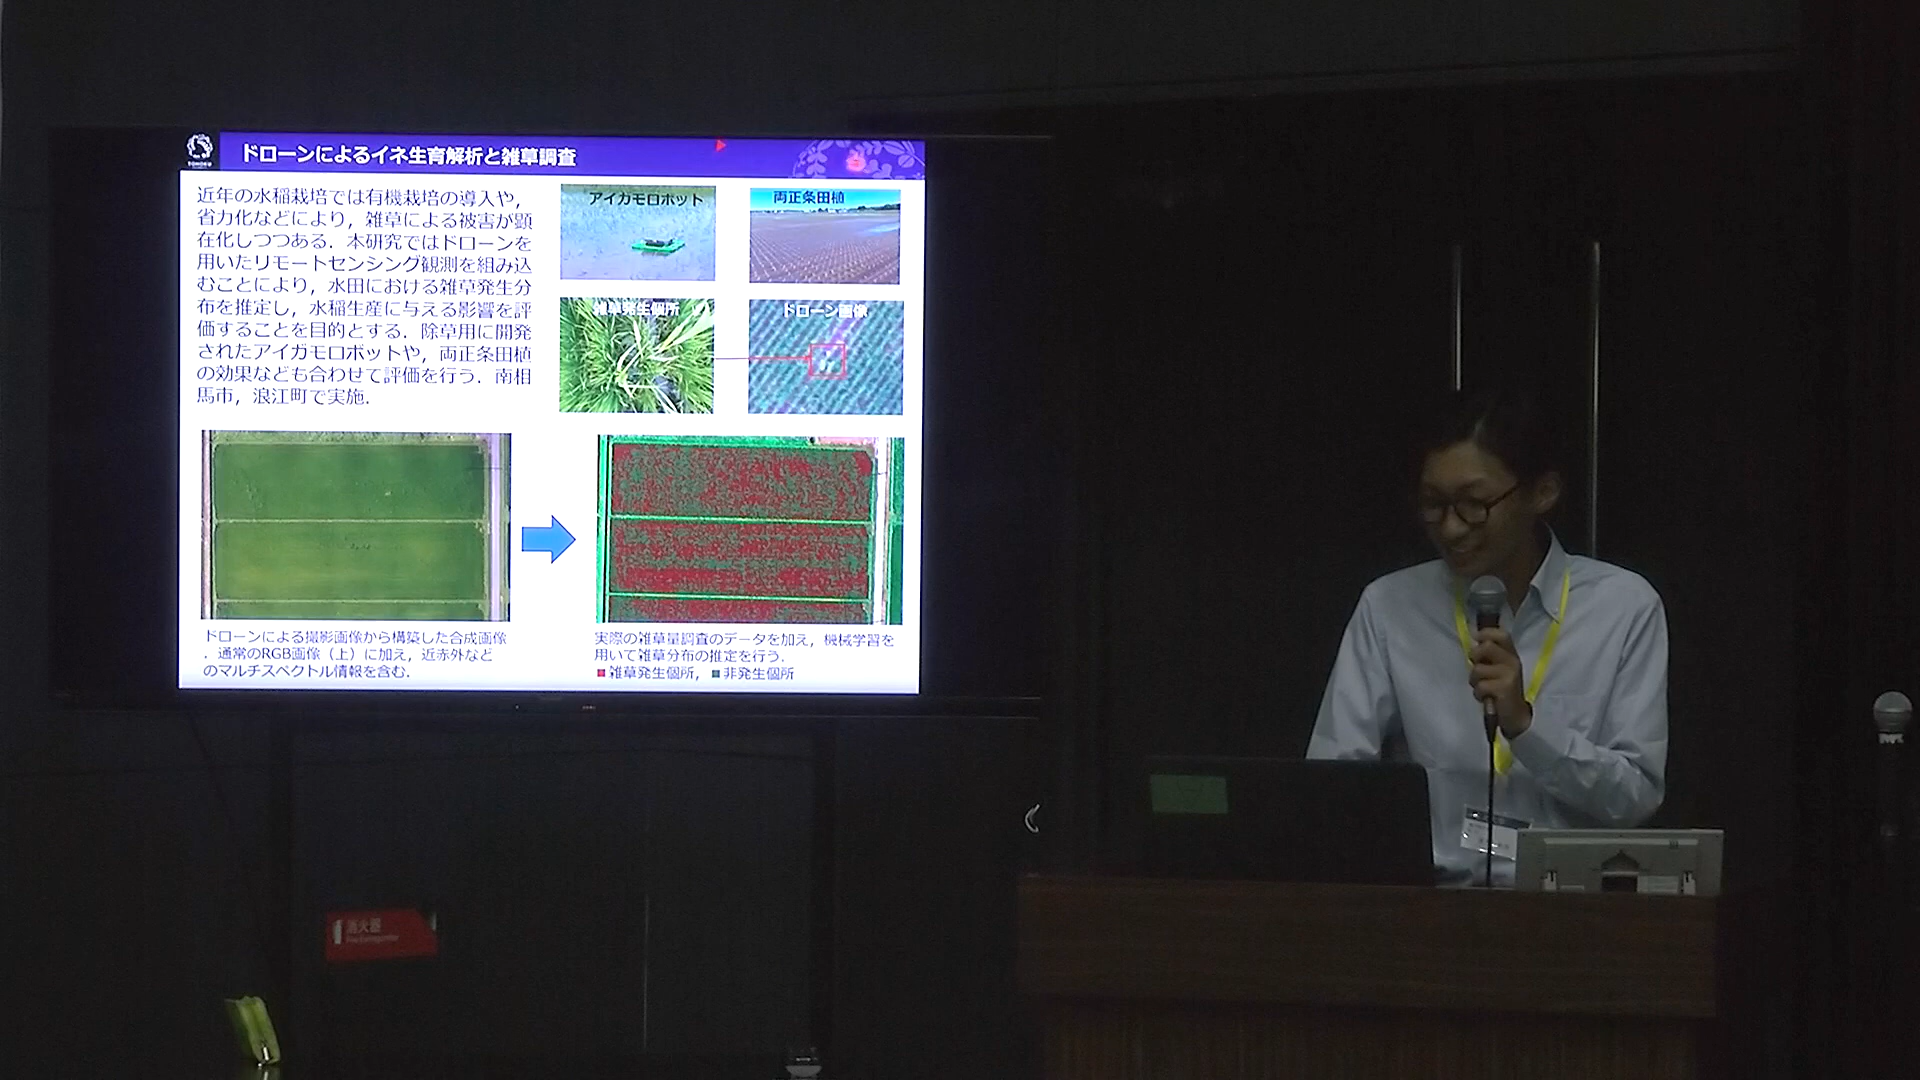 ドローンによるイネ生育解析と雑草調査
TOHOKU
近年の水稲栽培では有機栽培の導入や，
省力化などにより，雑草による被害が顕
在化しつつある．本研究ではドローンを
用いたリモートセンシング観測を組み込
むことにより，水田における雑草発生分
布を推定し，水稲生産に与える影響を評
価することを目的とする．除草用に開発
されたアイガモロボットや，両正条田植
の効果なども合わせて評価を行う．南相
馬市，浪江町で実施．
アイガモロボット
両正条田植
雑草発生個所
ドローン画像
ドローンによる撮影画像から構築した合成画像
．通常のRGB画像（上）に加え，近赤外など
のマルチスペクトル情報を含む．
実際の雑草量調査のデータを加え，機械学習を
用いて雑草分布の推定を行う．
■雑草発生個所，■非発生個所
消火器